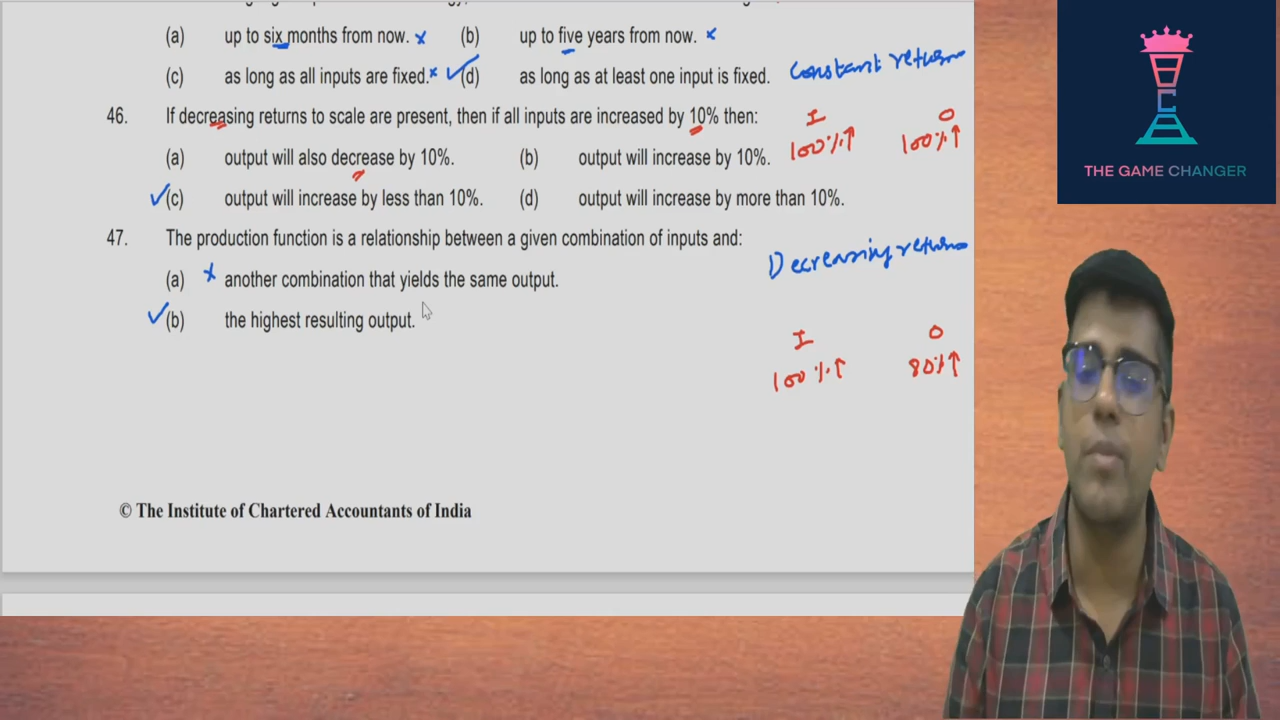 (a) up to six months from now. x (b) up to five years from now. x
(c) as long as all inputs are fixed. x ✓(d) as long as at least one input is fixed.
Constant return
46. If decreasing returns to scale are present, then if all inputs are increased by 10% then:
I O
(a) output will also decrease by 10%. (b) output will increase by 10%.
100%↑ 100%↑
✓(c) output will increase by less than 10%. (d) output will increase by more than 10%.
47. The production function is a relationship between a given combination of inputs and:
Decreasing return
(a) x another combination that yields the same output.
✓(b) the highest resulting output.
I O
100%↑ 80%↑
© The Institute of Chartered Accountants of India
THE GAME CHANGER